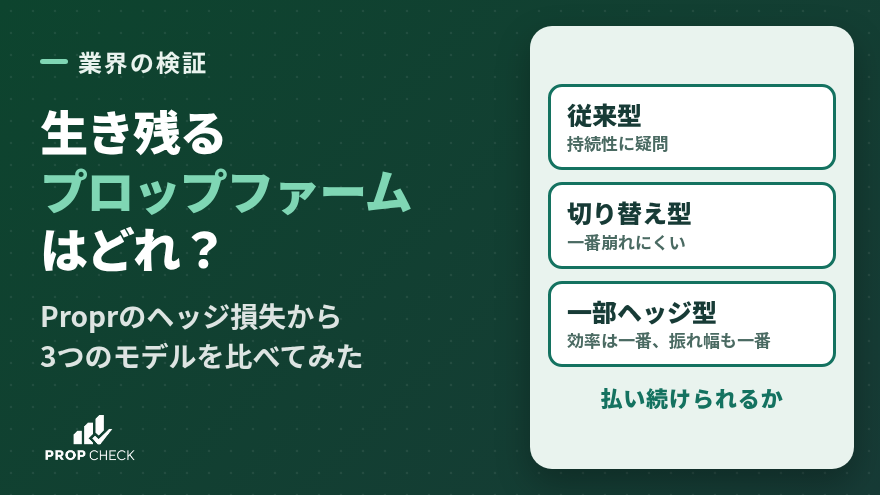 業界の検証
生き残る
プロップファーム
はどれ？
Proprのヘッジ損失から
3つのモデルを比べてみた
PROP CHECK
従来型
持続性に疑問
切り替え型
一番崩れにくい
一部ヘッジ型
効率は一番、振れ幅も一番
払い続けられるか